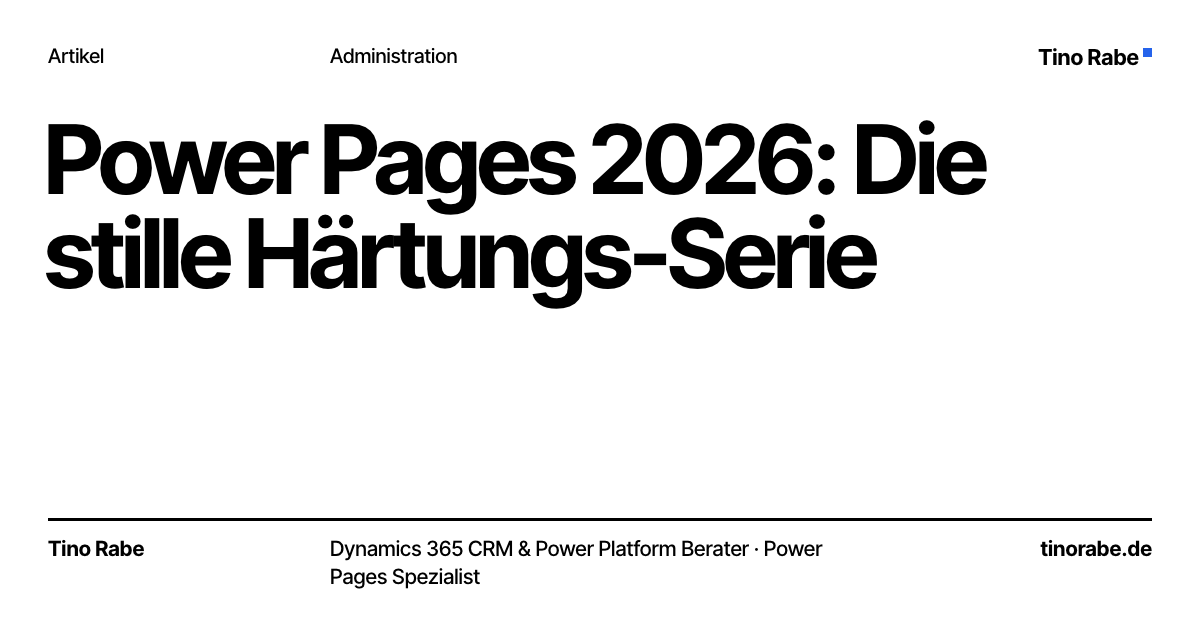 Artikel
Administration
Tino Rabe
Power Pages 2026: Die
stille Härtungs-Serie
Tino Rabe
Dynamics 365 CRM & Power Platform Berater · Power
Pages Spezialist
tinorabe.de